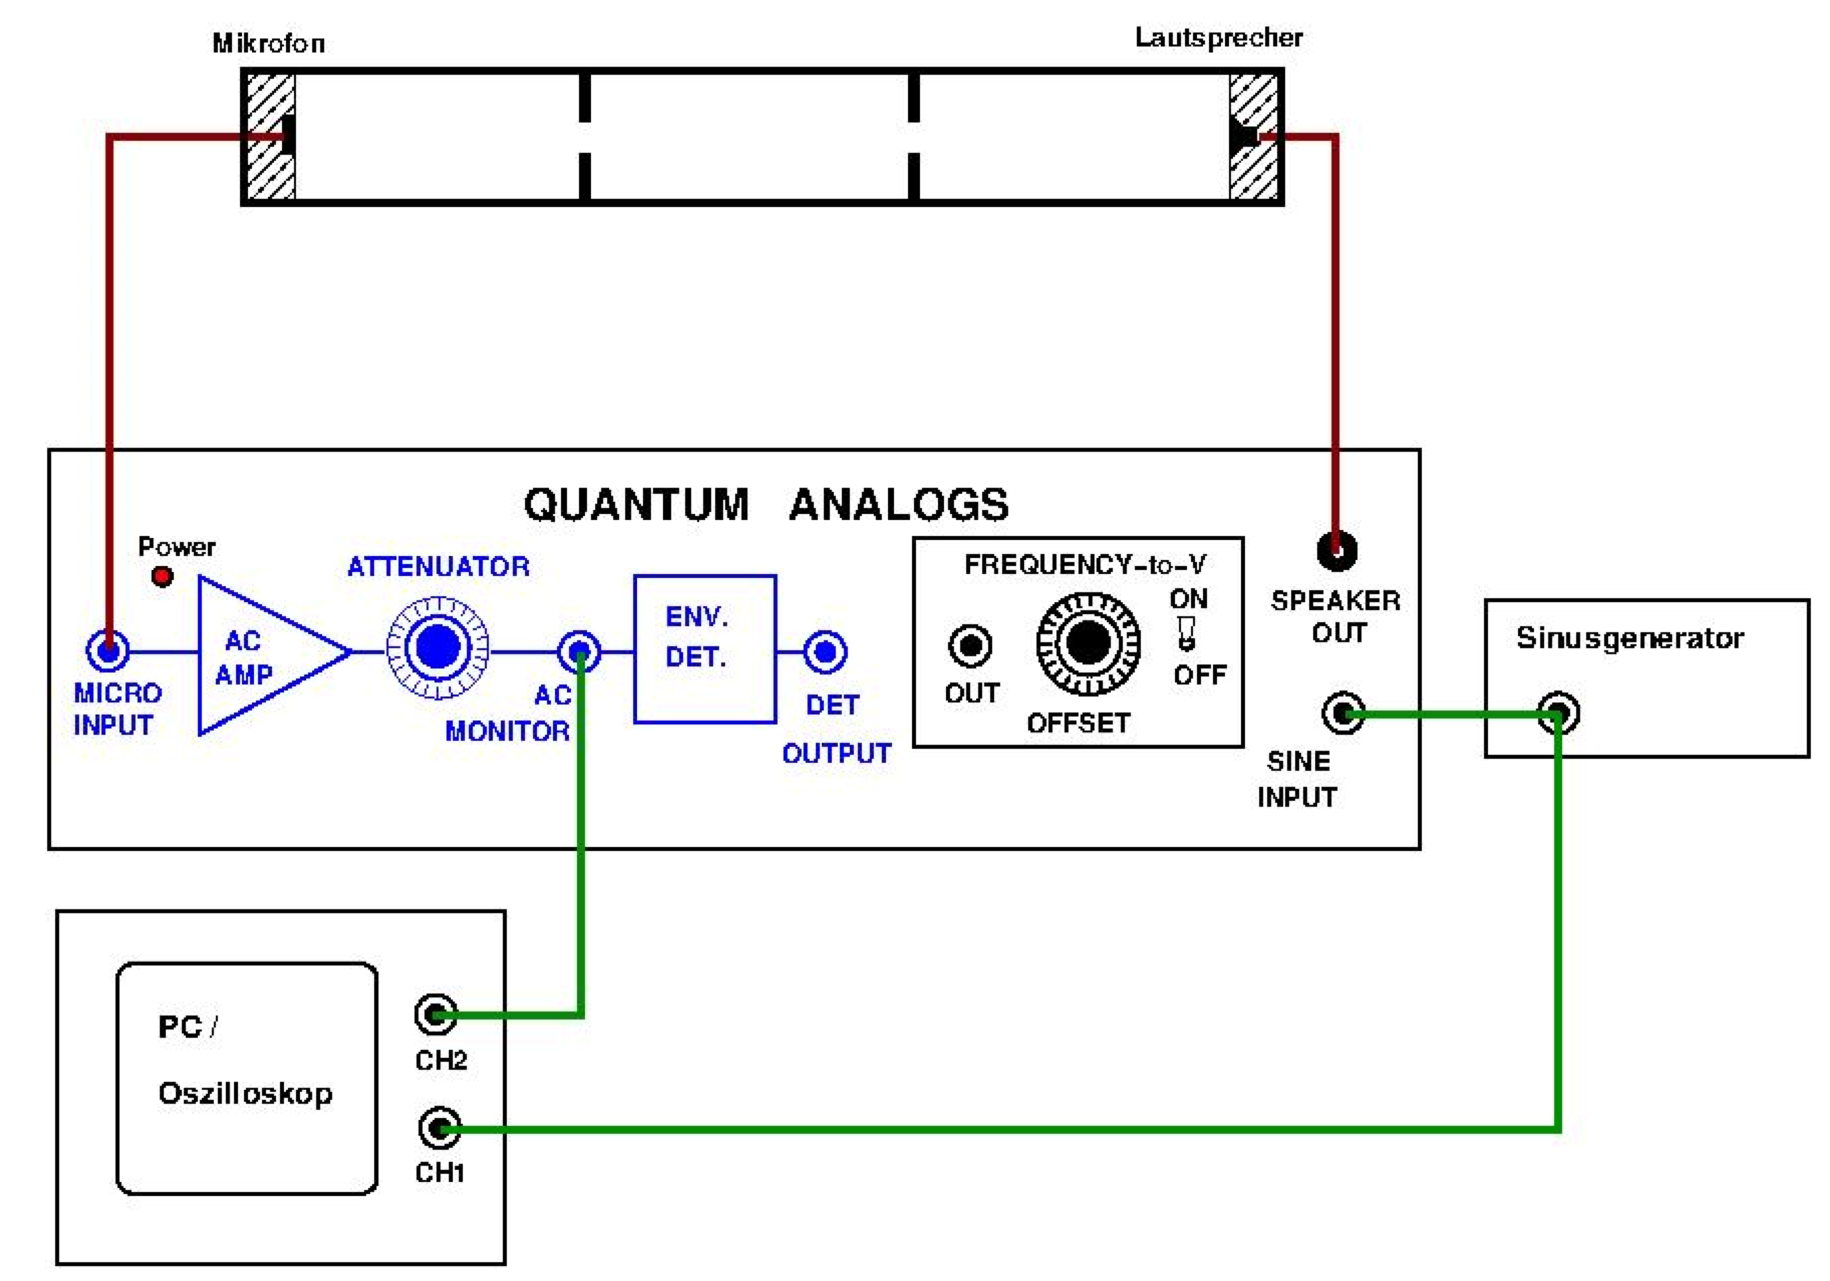 Mikrofon
Lautsprecher
QUANTUM ANALOGS
Power
ATTENUATOR
FREQUENCY-to-V
ON
OFF
OUT
OFFSET
SPEAKER
OUT
AC
AMP
ENV.
DET.
MICRO
INPUT
AC
MONITOR
DET
OUTPUT
SINE
INPUT
Sinusgenerator
PC /
Oszilloskop
CH2
CH1